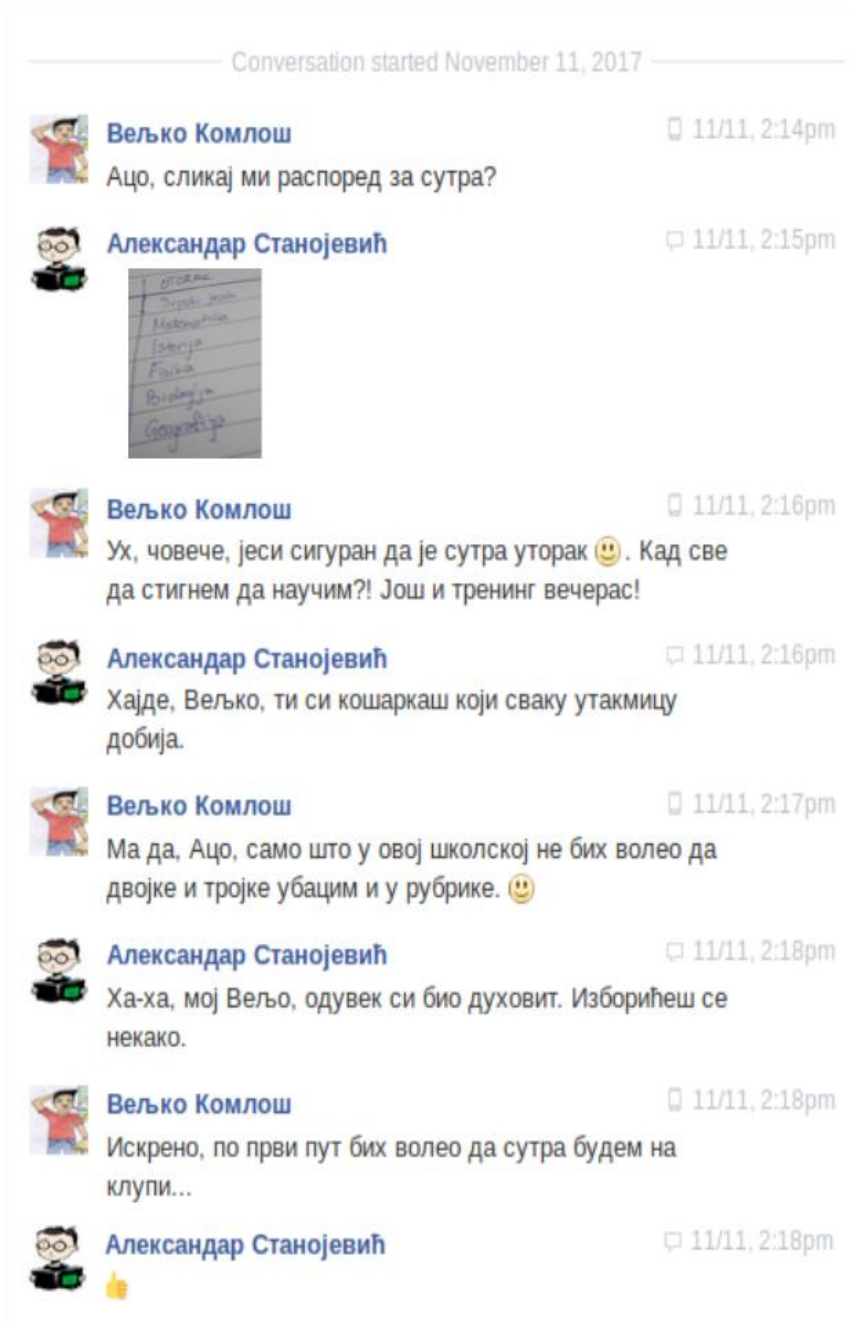 Conversation started November 11, 2017
Вељко Комлош 11/11, 2:14pm
Ацо, сликај ми распоред за сутра?
Александар Станојевић 11/11, 2:15pm
UTORAK
Srpski jezik
Matematika
Istorija
Fizika
Biologija
Geografija
Вељко Комлош 11/11, 2:16pm
Ух, човече, јеси сигуран да је сутра уторак 🙂. Кад све
да стигнем да научим?! Још и тренинг вечерас!
Александар Станојевић 11/11, 2:16pm
Хајде, Вељко, ти си кошаркаш који сваку утакмицу
добија.
Вељко Комлош 11/11, 2:17pm
Ма да, Ацо, само што у овој школској не бих волео да
двојке и тројке убацим и у рубрике. 🙂
Александар Станојевић 11/11, 2:18pm
Ха-ха, мој Вељо, одувек си био духовит. Изборићеш се
некако.
Вељко Комлош 11/11, 2:18pm
Искрено, по први пут бих волео да сутра будем на
клупи...
Александар Станојевић 11/11, 2:18pm
👍